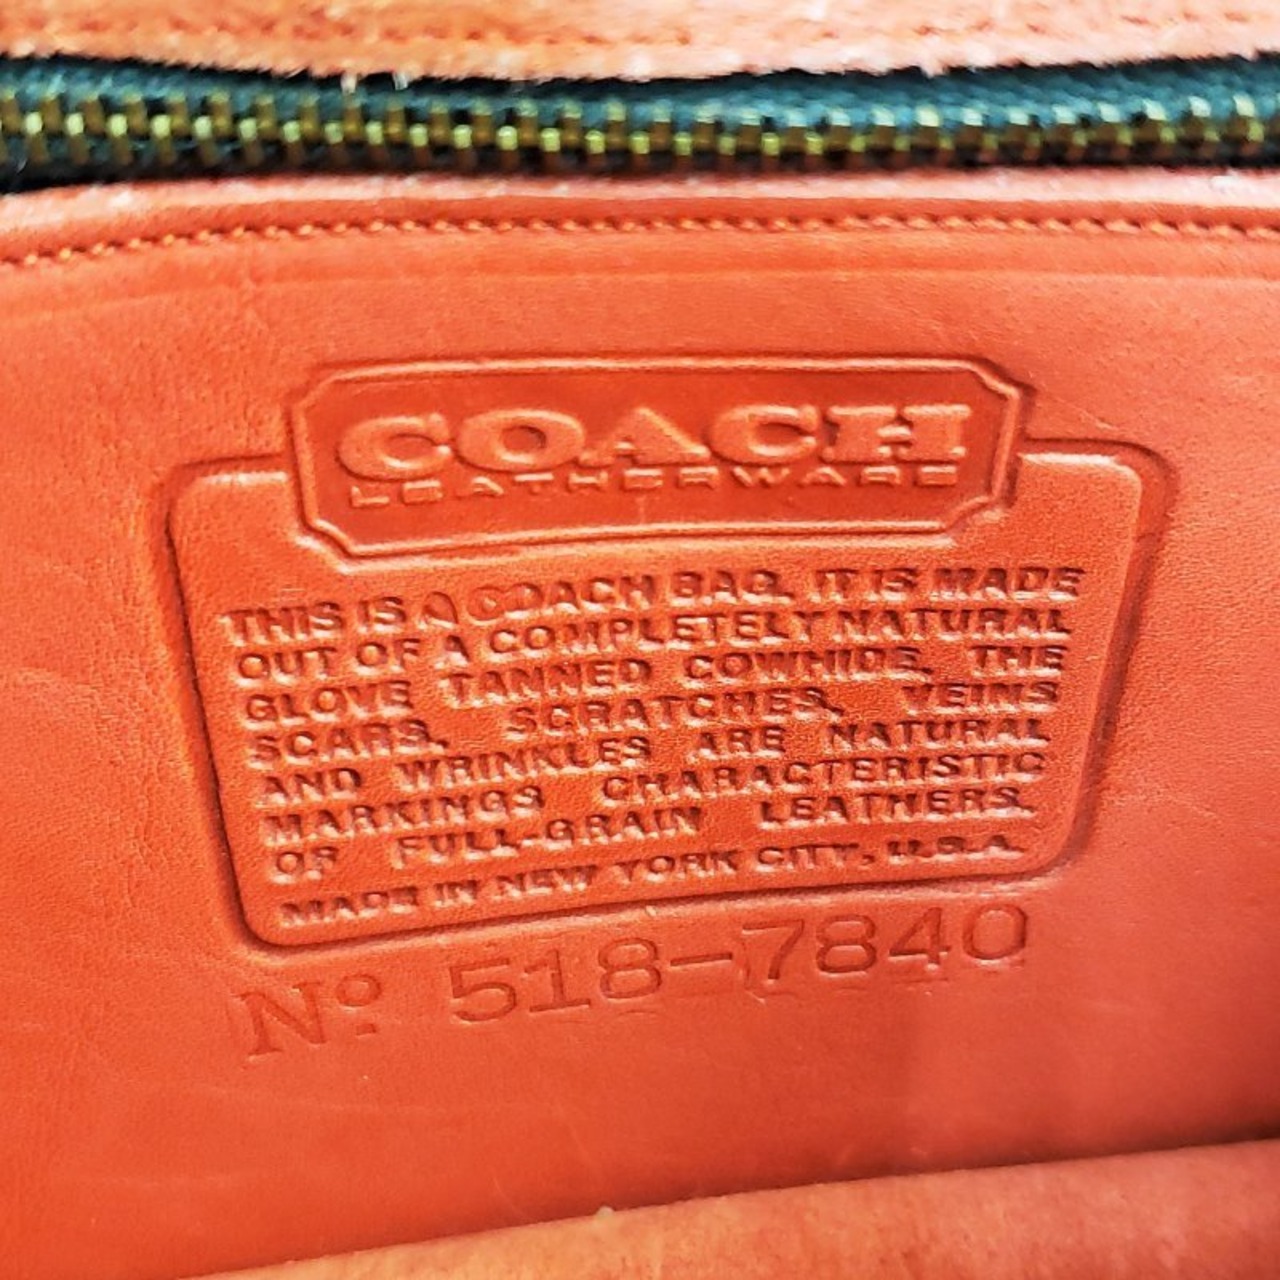 COACH
LEATHERWARE
THIS IS A COACH BAG. IT IS MADE
OUT OF A COMPLETELY NATURAL
GLOVE TANNED COWHIDE. THE
SCARS, SCRATCHES, VEINS
AND WRINKLES ARE NATURAL
MARKINGS CHARACTERISTIC
OF FULL-GRAIN LEATHERS.
MADE IN NEW YORK CITY, U.S.A.
Nº 518-7840